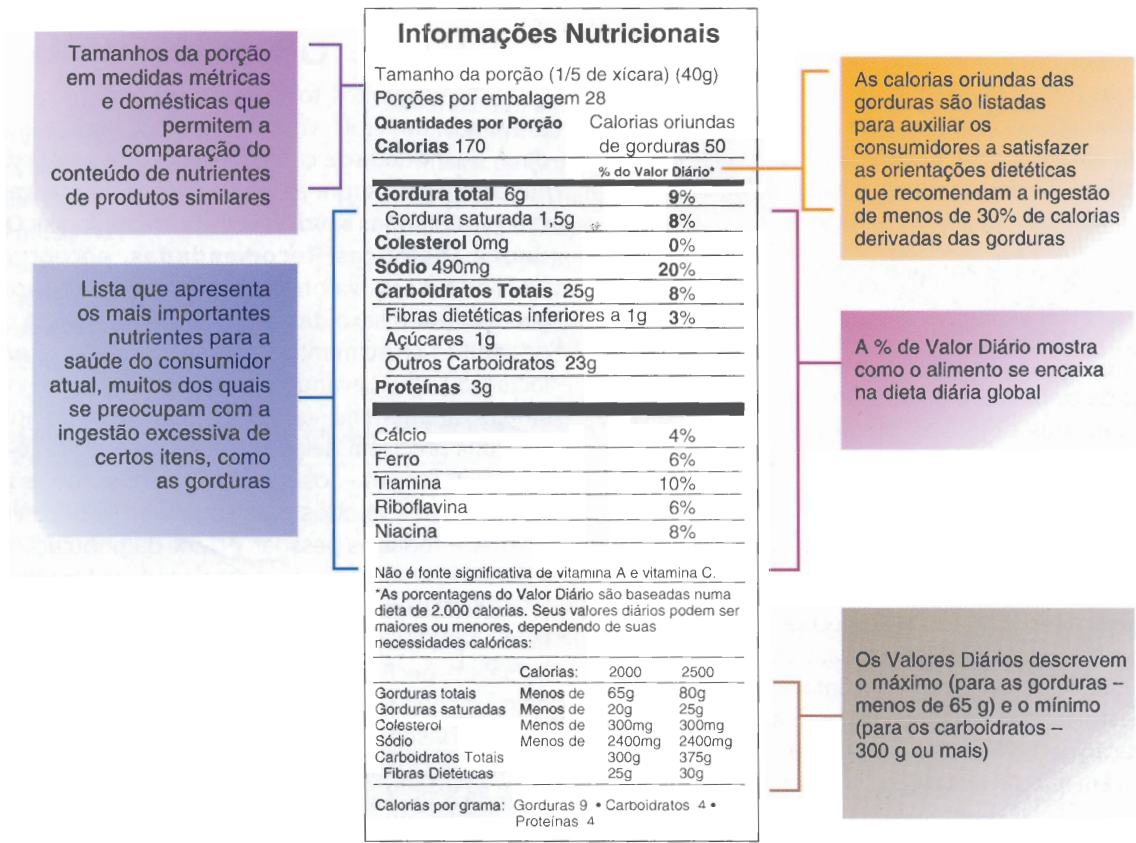 Tamanhos da porção
em medidas métricas
e domésticas que
permitem a
comparação do
conteúdo de nutrientes
de produtos similares
Lista que apresenta
os mais importantes
nutrientes para a
saúde do consumidor
atual, muitos dos quais
se preocupam com a
ingestão excessiva de
certos itens, como
as gorduras
Informações Nutricionais
Tamanho da porção (1/5 de xícara) (40g)
Porções por embalagem 28
Quantidades por Porção Calorias oriundas
Calorias 170 de gorduras 50
% do Valor Diário*
Gordura total 6g 9%
Gordura saturada 1,5g 8%
Colesterol 0mg 0%
Sódio 490mg 20%
Carboidratos Totais 25g 8%
Fibras dietéticas inferiores a 1g 3%
Açúcares 1g
Outros Carboidratos 23g
Proteínas 3g
Cálcio 4%
Ferro 6%
Tiamina 10%
Riboflavina 6%
Niacina 8%
Não é fonte significativa de vitamina A e vitamina C.
*As porcentagens do Valor Diário são baseadas numa
dieta de 2.000 calorias. Seus valores diários podem ser
maiores ou menores, dependendo de suas
necessidades calóricas:
Calorias: 2000 2500
Gorduras totais Menos de 65g 80g
Gorduras saturadas Menos de 20g 25g
Colesterol Menos de 300mg 300mg
Sódio Menos de 2400mg 2400mg
Carboidratos Totais 300g 375g
Fibras Dietéticas 25g 30g
Calorias por grama: Gorduras 9 • Carboidratos 4 •
Proteínas 4
As calorias oriundas das
gorduras são listadas
para auxiliar os
consumidores a satisfazer
as orientações dietéticas
que recomendam a ingestão
de menos de 30% de calorias
derivadas das gorduras
A % de Valor Diário mostra
como o alimento se encaixa
na dieta diária global
Os Valores Diários descrevem
o máximo (para as gorduras –
menos de 65 g) e o mínimo
(para os carboidratos –
300 g ou mais)